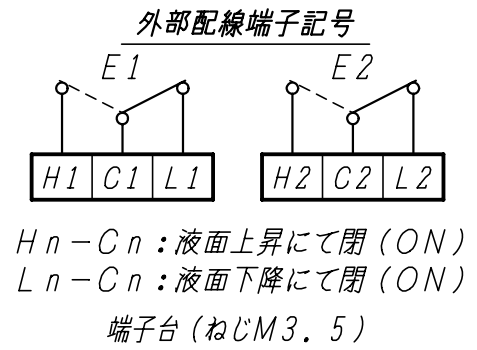 外部配線端子記号
E1 E2
H1 C1 L1 H2 C2 L2
Hn－Cn：液面上昇にて閉（ON）
Ln－Cn：液面下降にて閉（ON）
端子台（ねじM3．5）